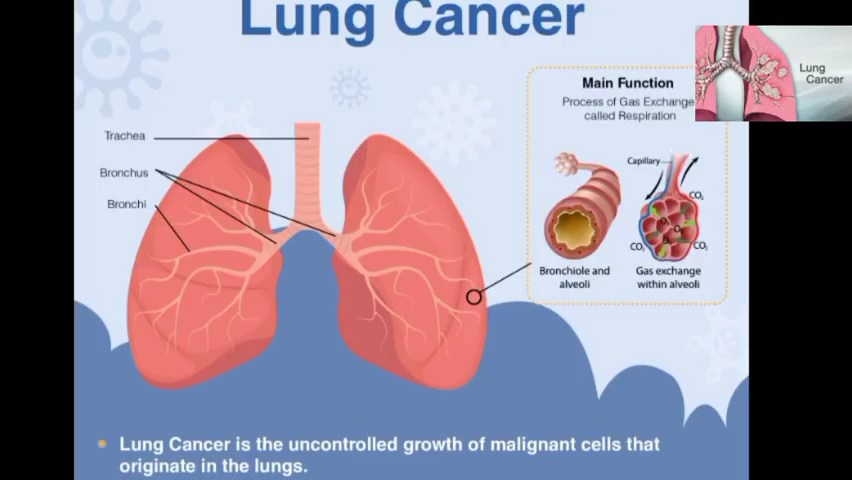 Lung Cancer
Lung
Cancer
Main Function
Process of Gas Exchange
called Respiration
Trachea
Bronchus
Bronchi
Capillary
CO₂
O₂
O₂
O₂
CO₂
CO₂
Bronchiole and
alveoli
Gas exchange
within alveoli
Lung Cancer is the uncontrolled growth of malignant cells that
originate in the lungs.